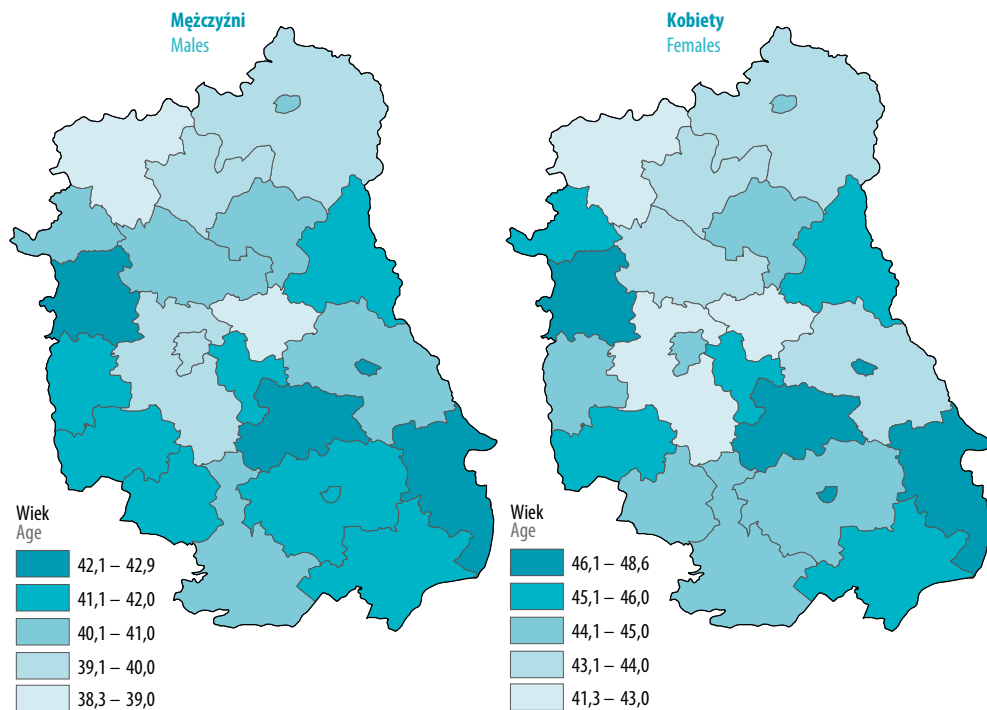 Mężczyźni
Males
Kobiety
Females
Wiek
Age
42,1 – 42,9
41,1 – 42,0
40,1 – 41,0
39,1 – 40,0
38,3 – 39,0
Wiek
Age
46,1 – 48,6
45,1 – 46,0
44,1 – 45,0
43,1 – 44,0
41,3 – 43,0